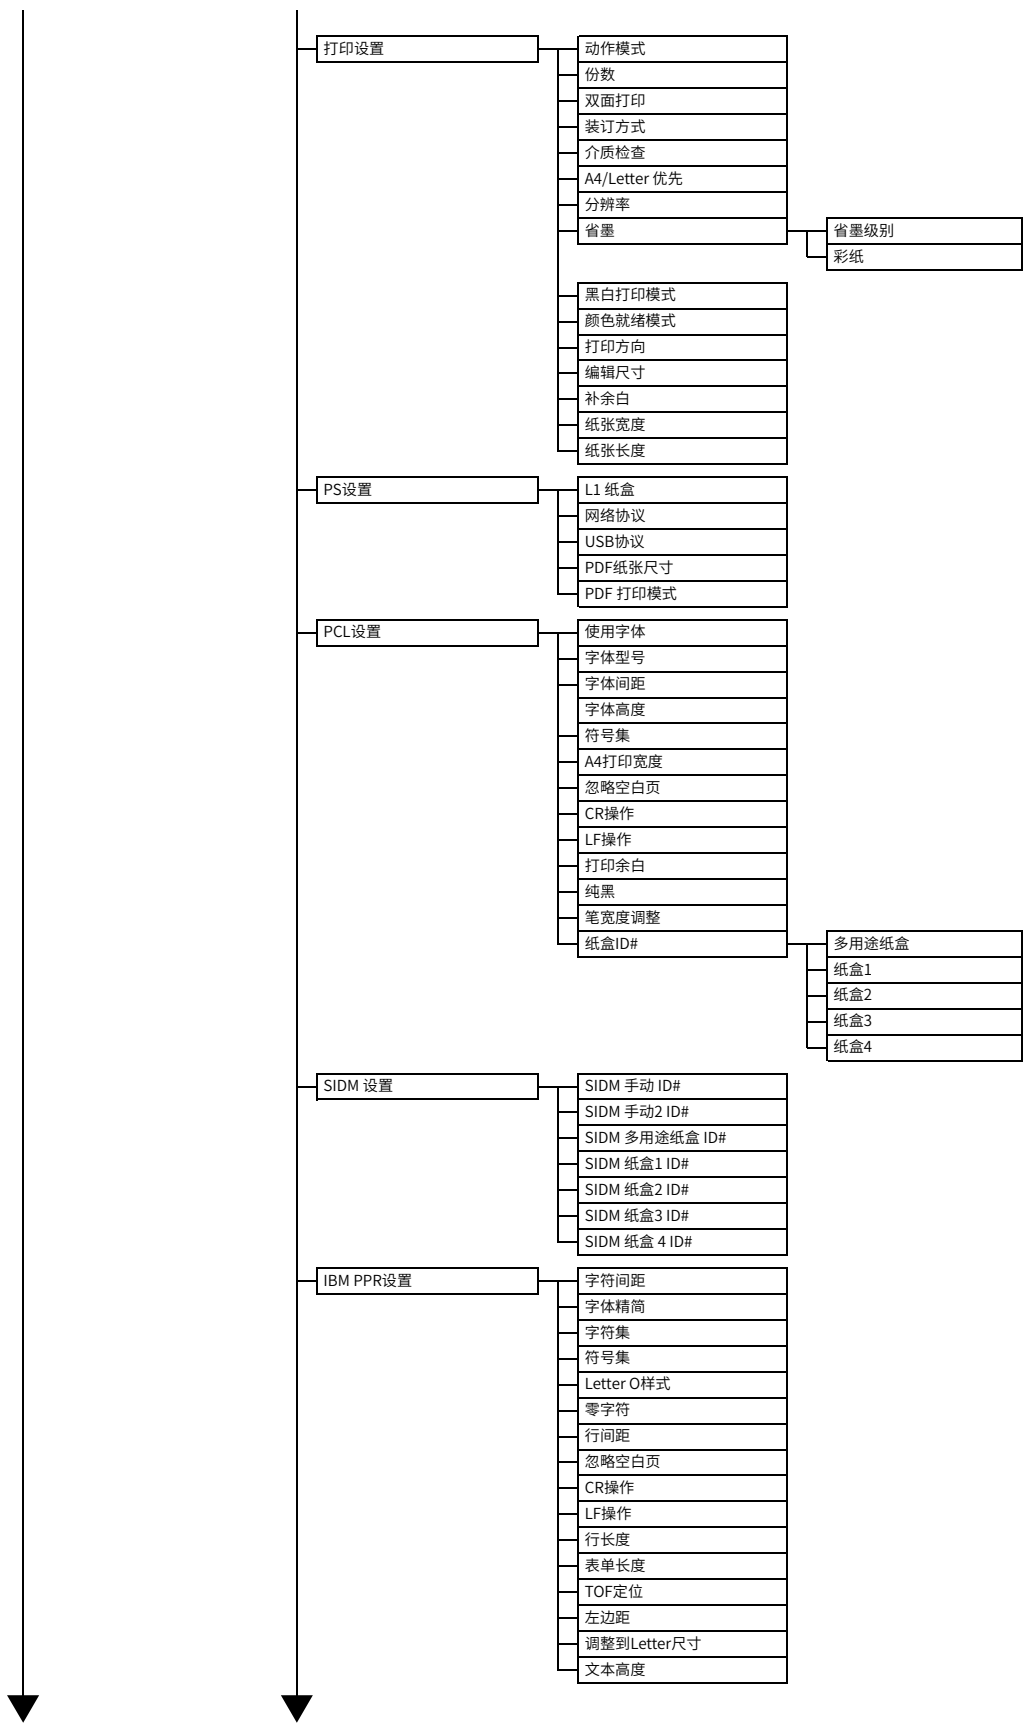 打印设置
动作模式
份数
双面打印
装订方式
介质检查
A4/Letter 优先
分辨率
省墨
省墨级别
彩纸
黑白打印模式
颜色就绪模式
打印方向
编辑尺寸
补余白
纸张宽度
纸张长度
PS设置
L1 纸盒
网络协议
USB协议
PDF纸张尺寸
PDF 打印模式
PCL设置
使用字体
字体型号
字体间距
字体高度
符号集
A4打印宽度
忽略空白页
CR操作
LF操作
打印余白
纯黑
笔宽度调整
纸盒ID#
多用途纸盒
纸盒1
纸盒2
纸盒3
纸盒4
SIDM 设置
SIDM 手动 ID#
SIDM 手动2 ID#
SIDM 多用途纸盒 ID#
SIDM 纸盒1 ID#
SIDM 纸盒2 ID#
SIDM 纸盒3 ID#
SIDM 纸盒 4 ID#
IBM PPR设置
字符间距
字体精简
字符集
符号集
Letter O样式
零字符
行间距
忽略空白页
CR操作
LF操作
行长度
表单长度
TOF定位
左边距
调整到Letter尺寸
文本高度